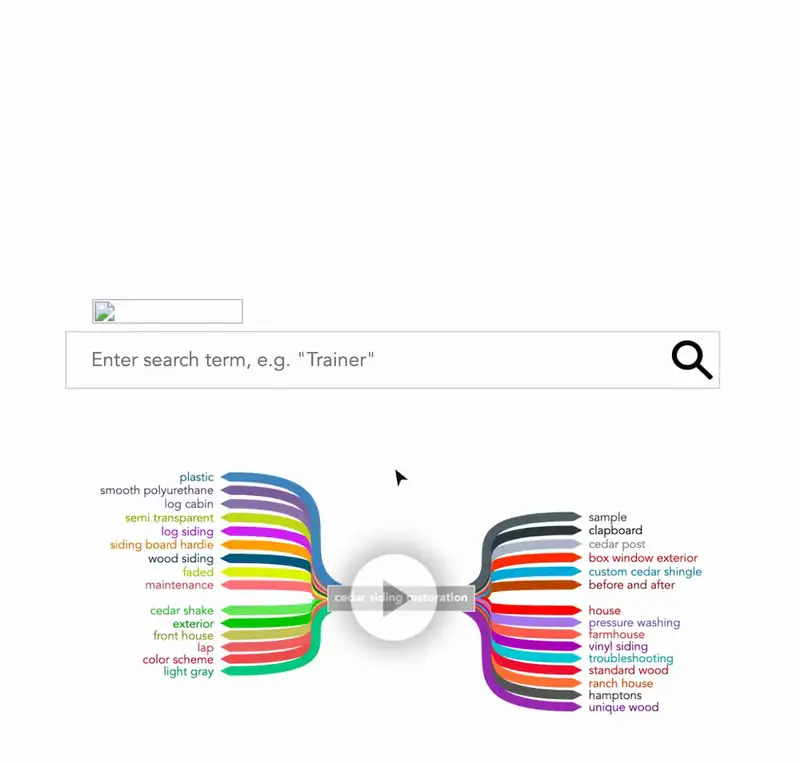 Enter search term, e.g. "Trainer"
plastic
smooth polyurethane
log cabin
semi transparent
log siding
siding board hardie
wood siding
faded
maintenance
cedar shake
exterior
front house
lap
color scheme
light gray
cedar siding restoration
sample
clapboard
cedar post
box window exterior
custom cedar shingle
before and after
house
pressure washing
farmhouse
vinyl siding
troubleshooting
standard wood
ranch house
hamptons
unique wood